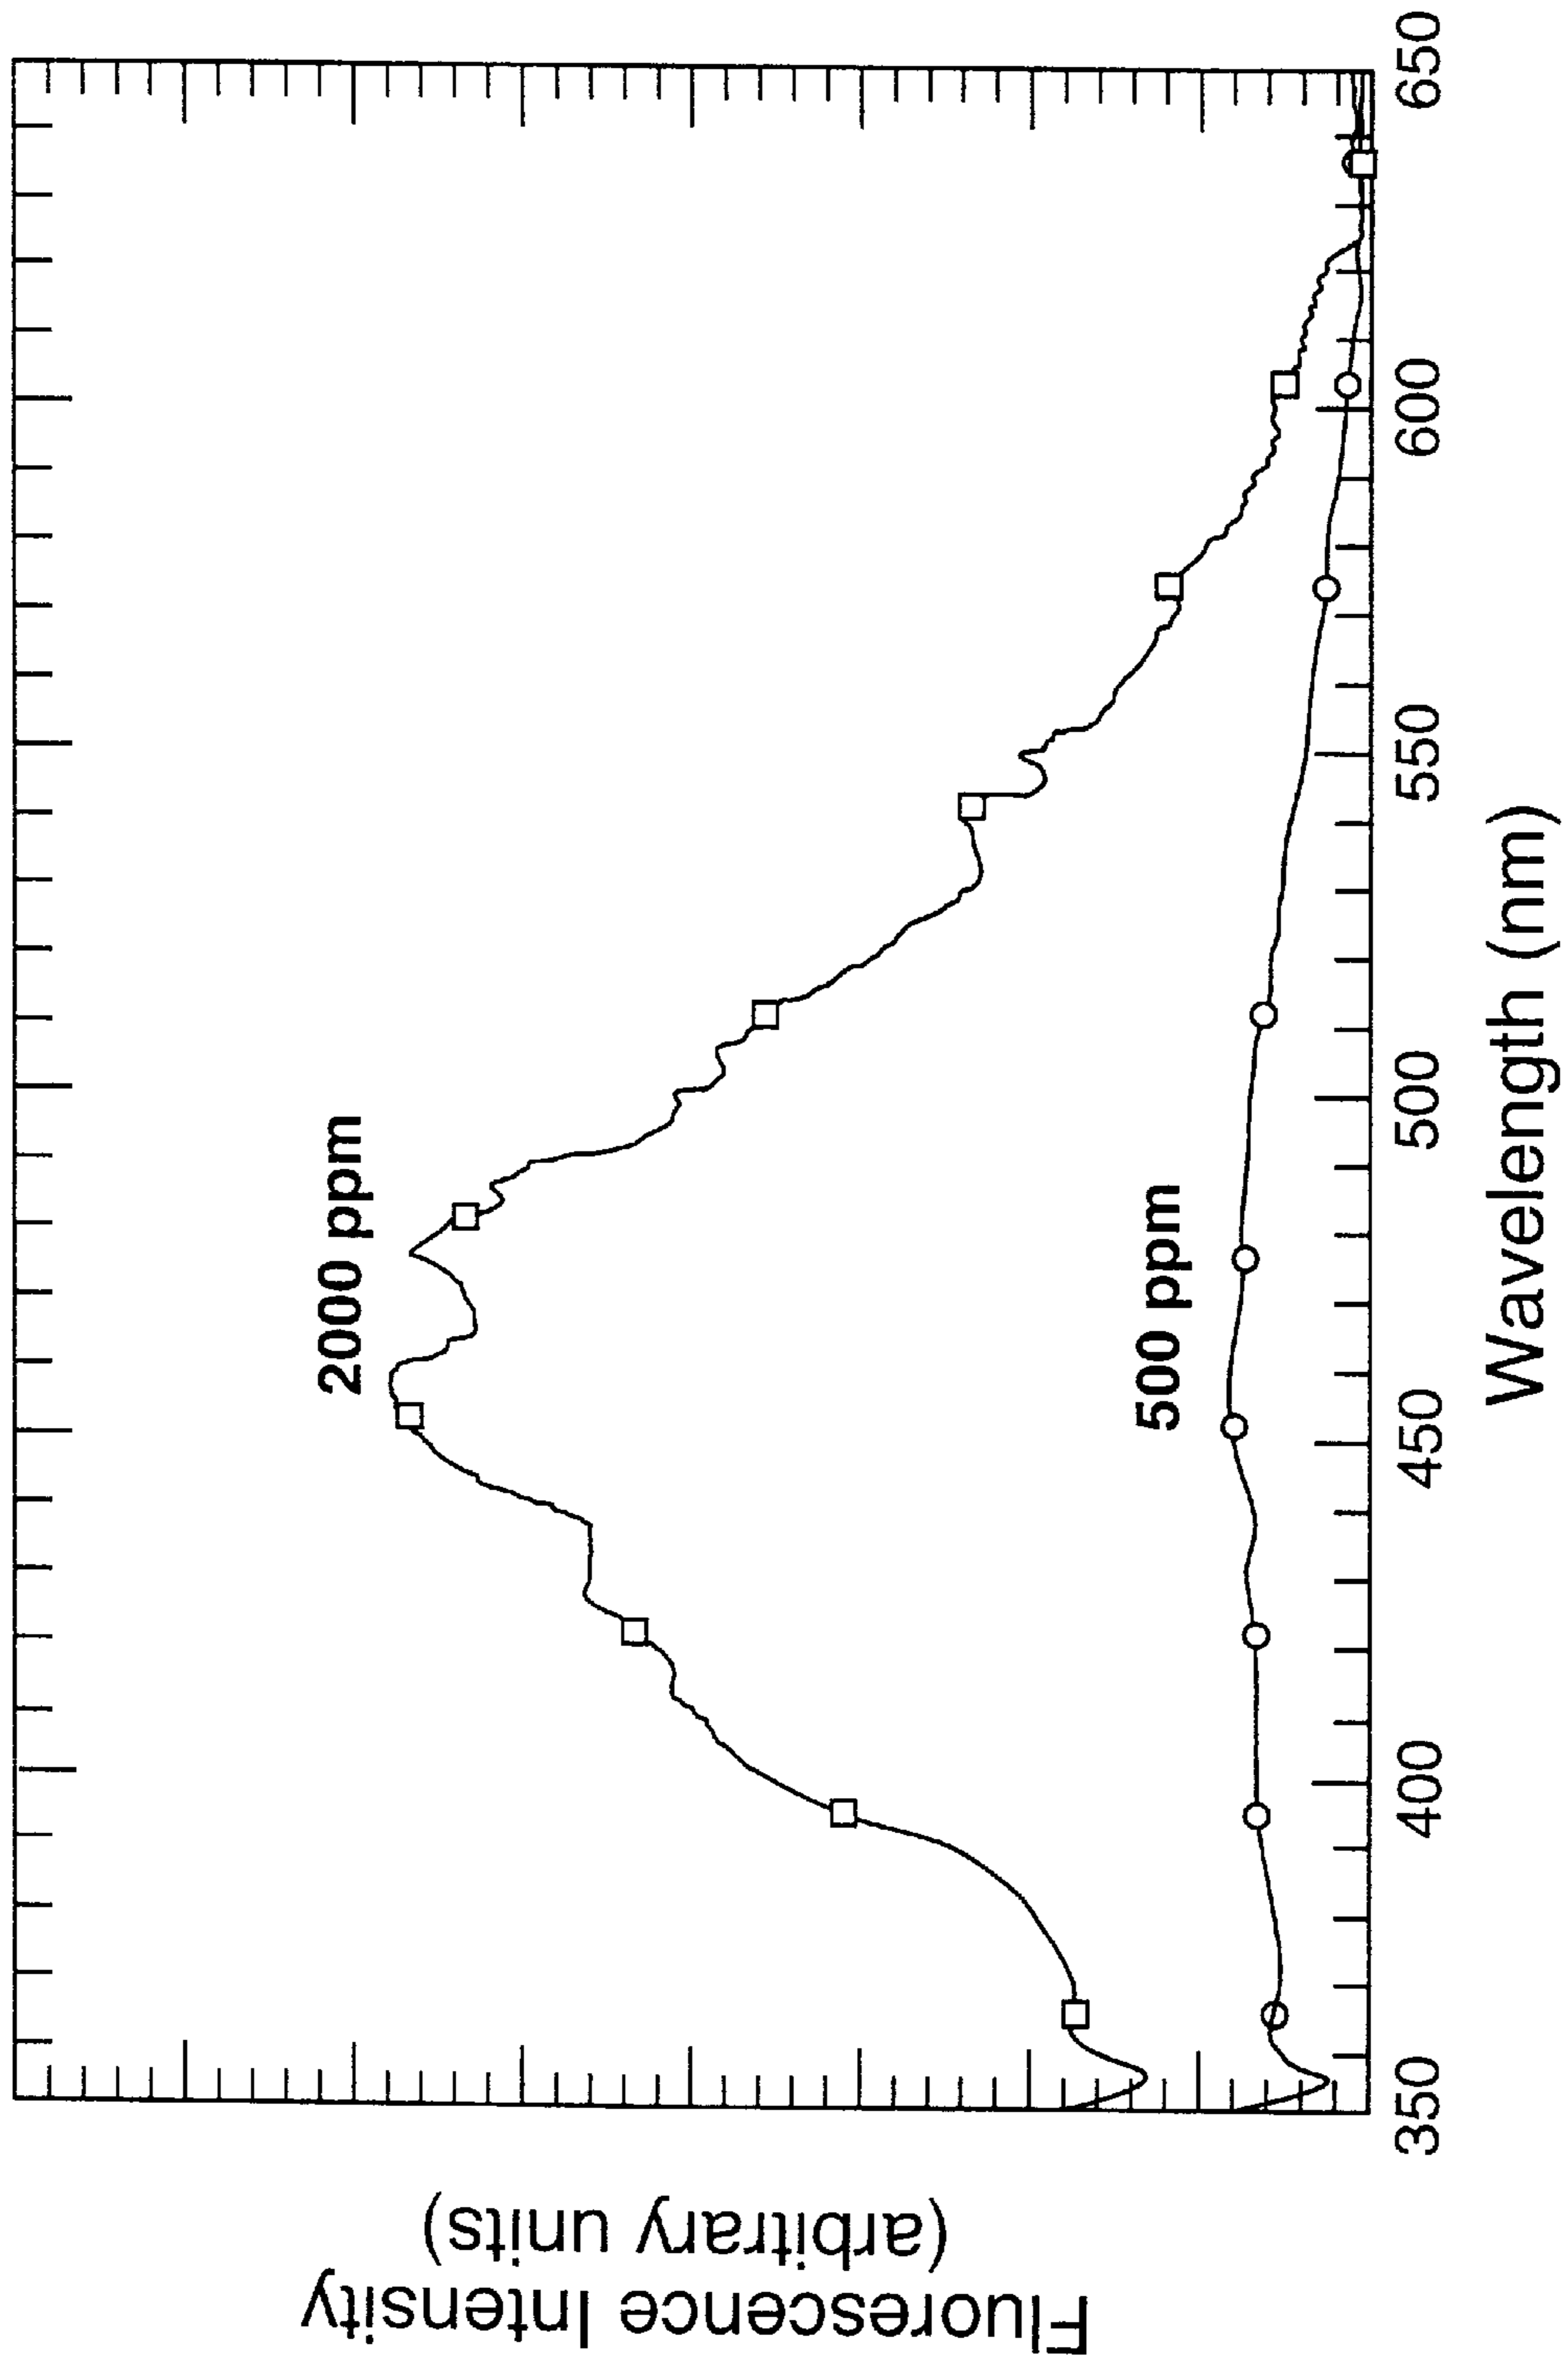 Fluorescence Intensity
(arbitrary units)
2000 ppm
500 ppm
350 400 450 500 550 600 650
Wavelength (nm)